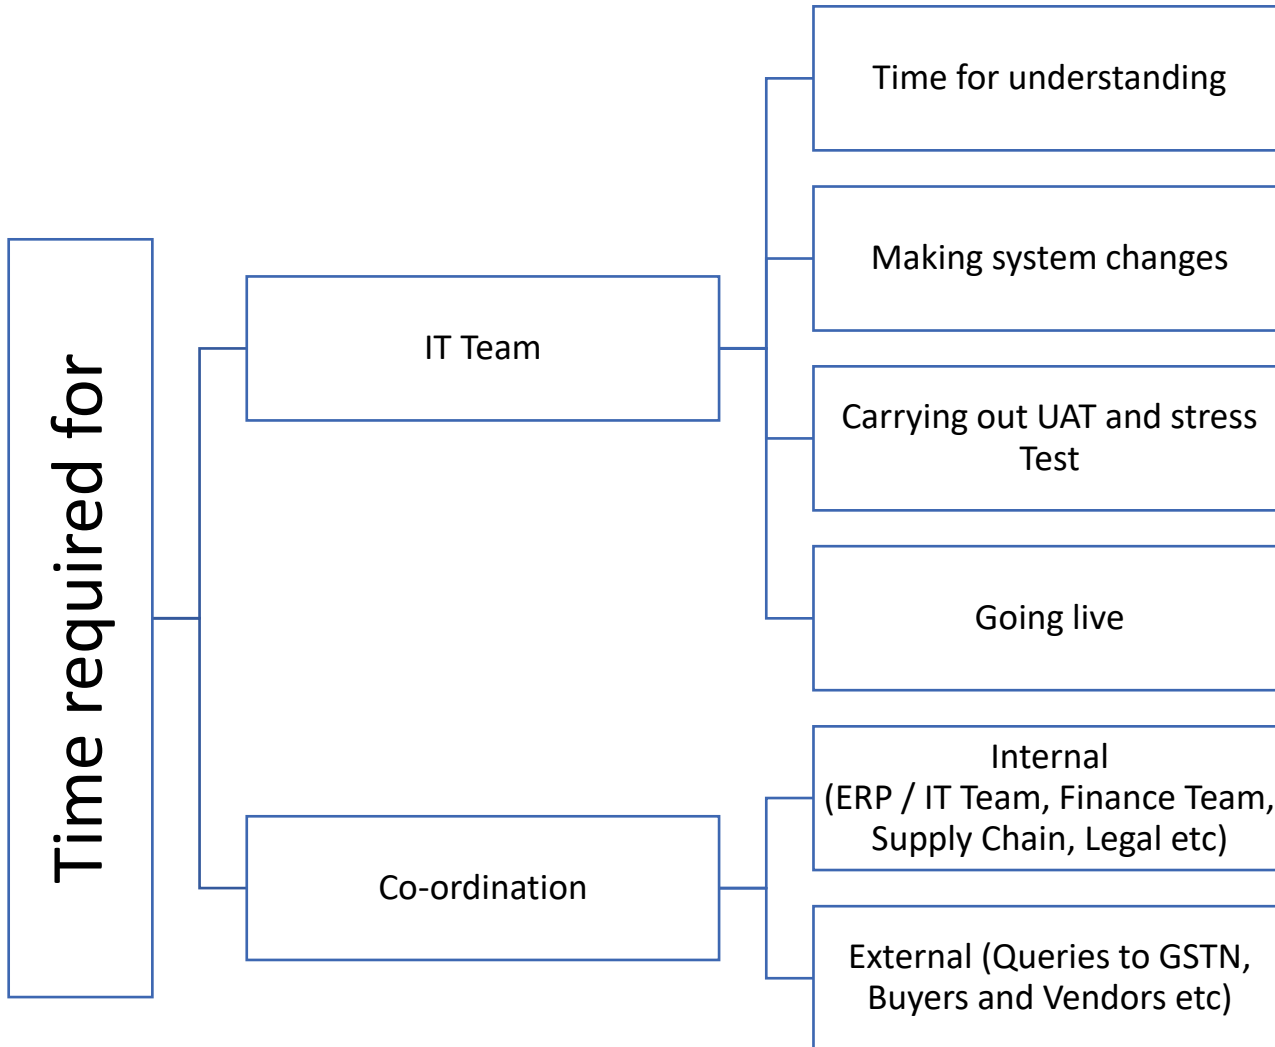 Time required for
IT Team
Time for understanding
Making system changes
Carrying out UAT and stress
Test
Going live
Co-ordination
Internal
(ERP / IT Team, Finance Team,
Supply Chain, Legal etc)
External (Queries to GSTN,
Buyers and Vendors etc)